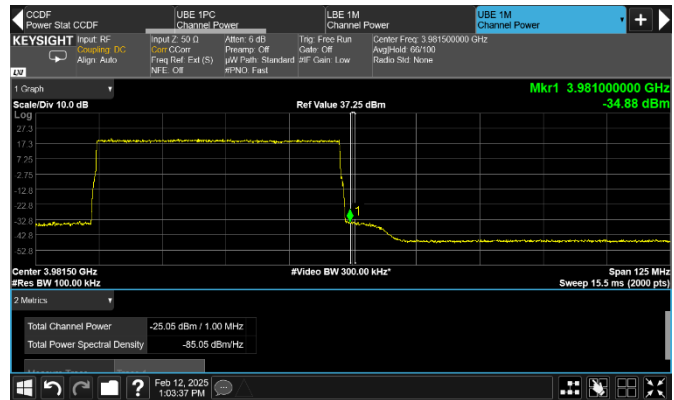 CCDF
Power Stat CCDF
UBE 1PC
Channel Power
LBE 1M
Channel Power
UBE 1M
Channel Power
KEYSIGHT
Input: RF
Coupling: DC
Align: Auto
Input Z: 50 Ω
Corr CCorr
Freq Ref: Ext (S)
NFE: Off
Atten: 6 dB
Preamp: Off
µW Path: Standard
#PNO: Fast
Trig: Free Run
Gate: Off
#IF Gain: Low
Center Freq: 3.981500000 GHz
Avg|Hold: 66/100
Radio Std: None
LXI
1 Graph
Mkr1 3.981000000 GHz
Scale/Div 10.0 dB
Ref Value 37.25 dBm
-34.88 dBm
Log
27.3
17.3
7.25
-2.75
-12.8
-22.8
-32.8
-42.8
-52.8
1
Center 3.98150 GHz
#Video BW 300.00 kHz*
Span 125 MHz
#Res BW 100.00 kHz
Sweep 15.5 ms (2000 pts)
2 Metrics
Total Channel Power -25.05 dBm / 1.00 MHz
Total Power Spectral Density -85.05 dBm/Hz
Feb 12, 2025
1:03:37 PM